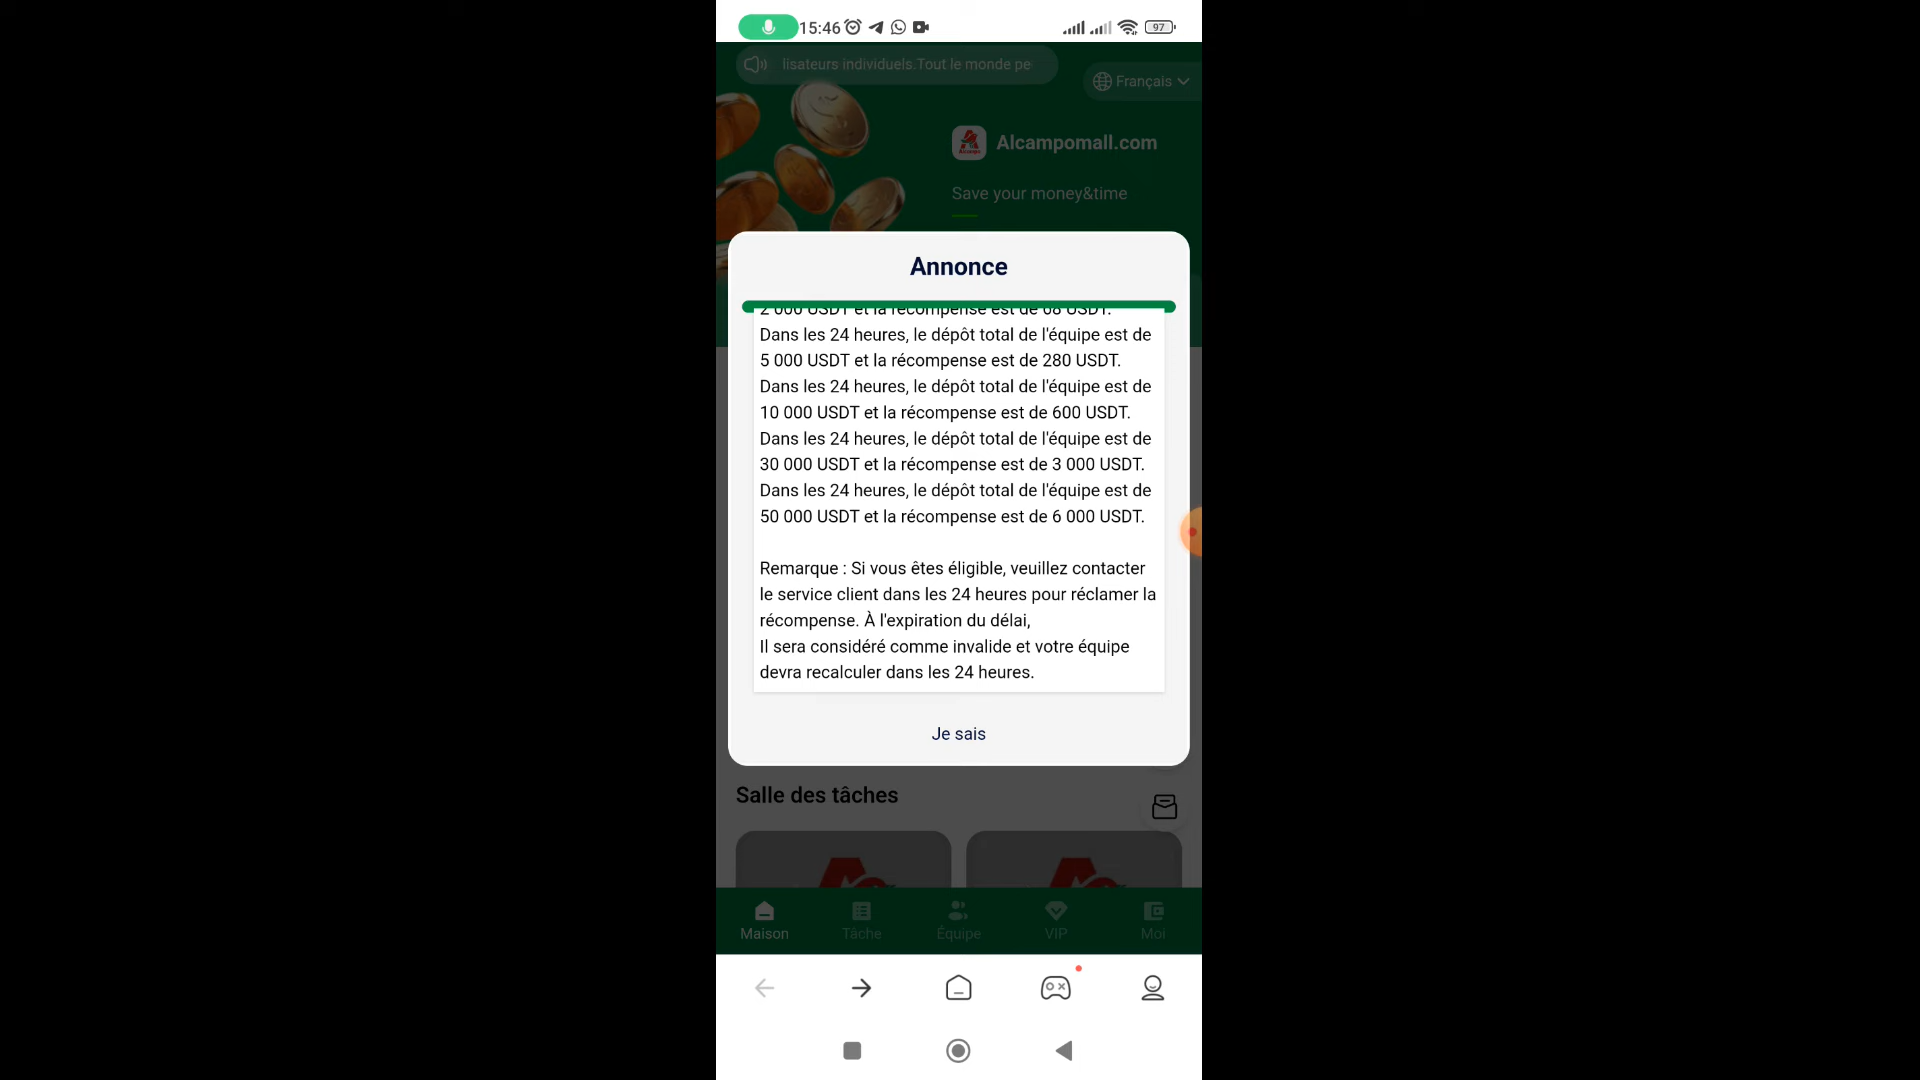 15:46
97
lisateurs individuels.Tout le monde pe
Français
Alcampo
Alcampomall.com
Save your money&time
Annonce
2 000 USDT et la récompense est de 68 USDT.
Dans les 24 heures, le dépôt total de l'équipe est de
5 000 USDT et la récompense est de 280 USDT.
Dans les 24 heures, le dépôt total de l'équipe est de
10 000 USDT et la récompense est de 600 USDT.
Dans les 24 heures, le dépôt total de l'équipe est de
30 000 USDT et la récompense est de 3 000 USDT.
Dans les 24 heures, le dépôt total de l'équipe est de
50 000 USDT et la récompense est de 6 000 USDT.
Remarque : Si vous êtes éligible, veuillez contacter
le service client dans les 24 heures pour réclamer la
récompense. À l'expiration du délai,
Il sera considéré comme invalide et votre équipe
devra recalculer dans les 24 heures.
Je sais
Salle des tâches
Maison
Tâche
Équipe
VIP
Moi